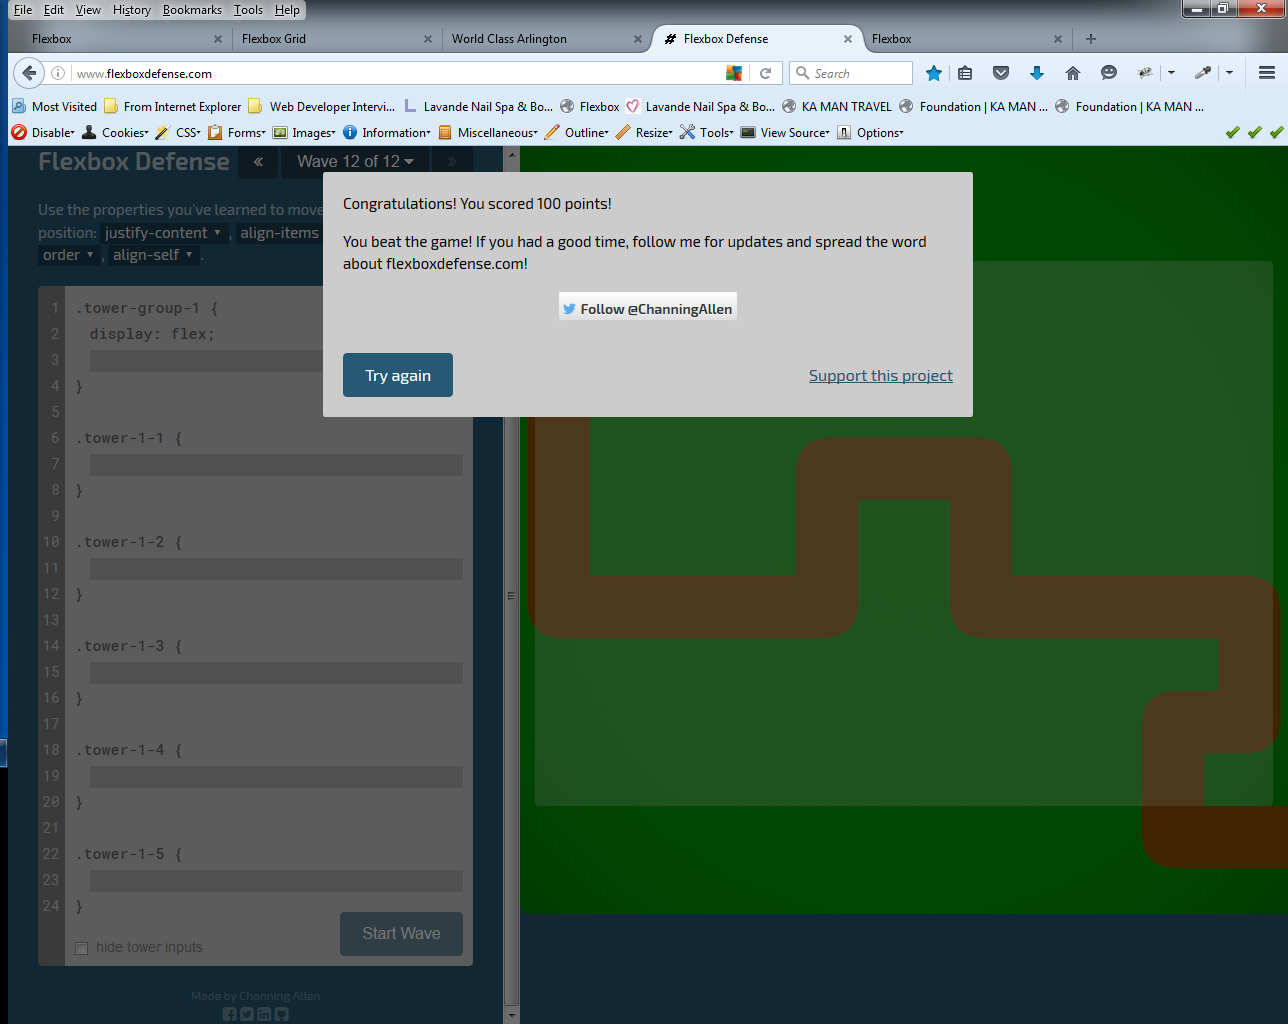 File Edit View History Bookmarks Tools Help
Flexbox Flexbox Grid World Class Arlington Flexbox Defense Flexbox
www.flexboxdefense.com Search
Most Visited From Internet Explorer Web Developer Intervi... Lavande Nail Spa & Bo... Flexbox Lavande Nail Spa & Bo... KA MAN TRAVEL Foundation | KA MAN ... Foundation | KA MAN ...
Disable Cookies CSS Forms Images Information Miscellaneous Outline Resize Tools View Source Options
Flexbox Defense « Wave 12 of 12 »
Use the properties you've learned to move
position: justify-content , align-items
order , align-self .
Congratulations! You scored 100 points!
You beat the game! If you had a good time, follow me for updates and spread the word
about flexboxdefense.com!
Follow @ChanningAllen
Try again Support this project
1 .tower-group-1 {
2 display: flex;
3
4 }
5
6 .tower-1-1 {
7
8 }
9
10 .tower-1-2 {
11
12 }
13
14 .tower-1-3 {
15
16 }
17
18 .tower-1-4 {
19
20 }
21
22 .tower-1-5 {
23
24 }
hide tower inputs Start Wave
Made by Channing Allen